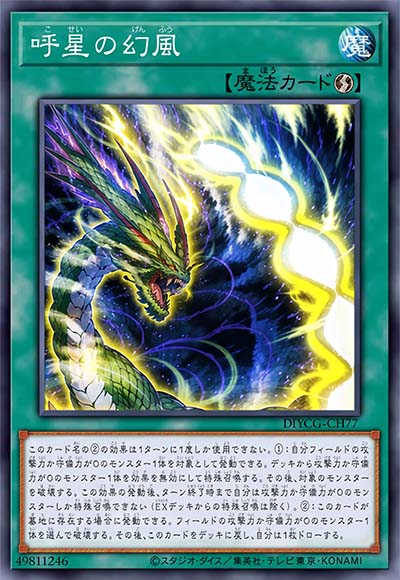 呼星の幻風
魔
【魔法カード】
DIYCG-CH77
このカード名の②の効果は1ターンに1度しか使用できない。①：自分フィールドの攻
撃力か守備力が0のモンスター1体を対象として発動できる。デッキから攻撃力か守備
力が0のモンスター1体を効果を無効にして特殊召喚する。その後、対象のモンスター
を破壊する。この効果の発動後、ターン終了時まで自分は攻撃力か守備力が0のモンス
ターしか特殊召喚できない（EXデッキからの特殊召喚は除く）。②：このカードが
墓地に存在する場合に発動できる。フィールドの攻撃力か守備力が0のモンスター
1体を選んで破壊する。その後、このカードをデッキに戻し、自分は1枚ドローする。
49811246
©スタジオ・ダイス／集英社・テレビ東京・KONAMI